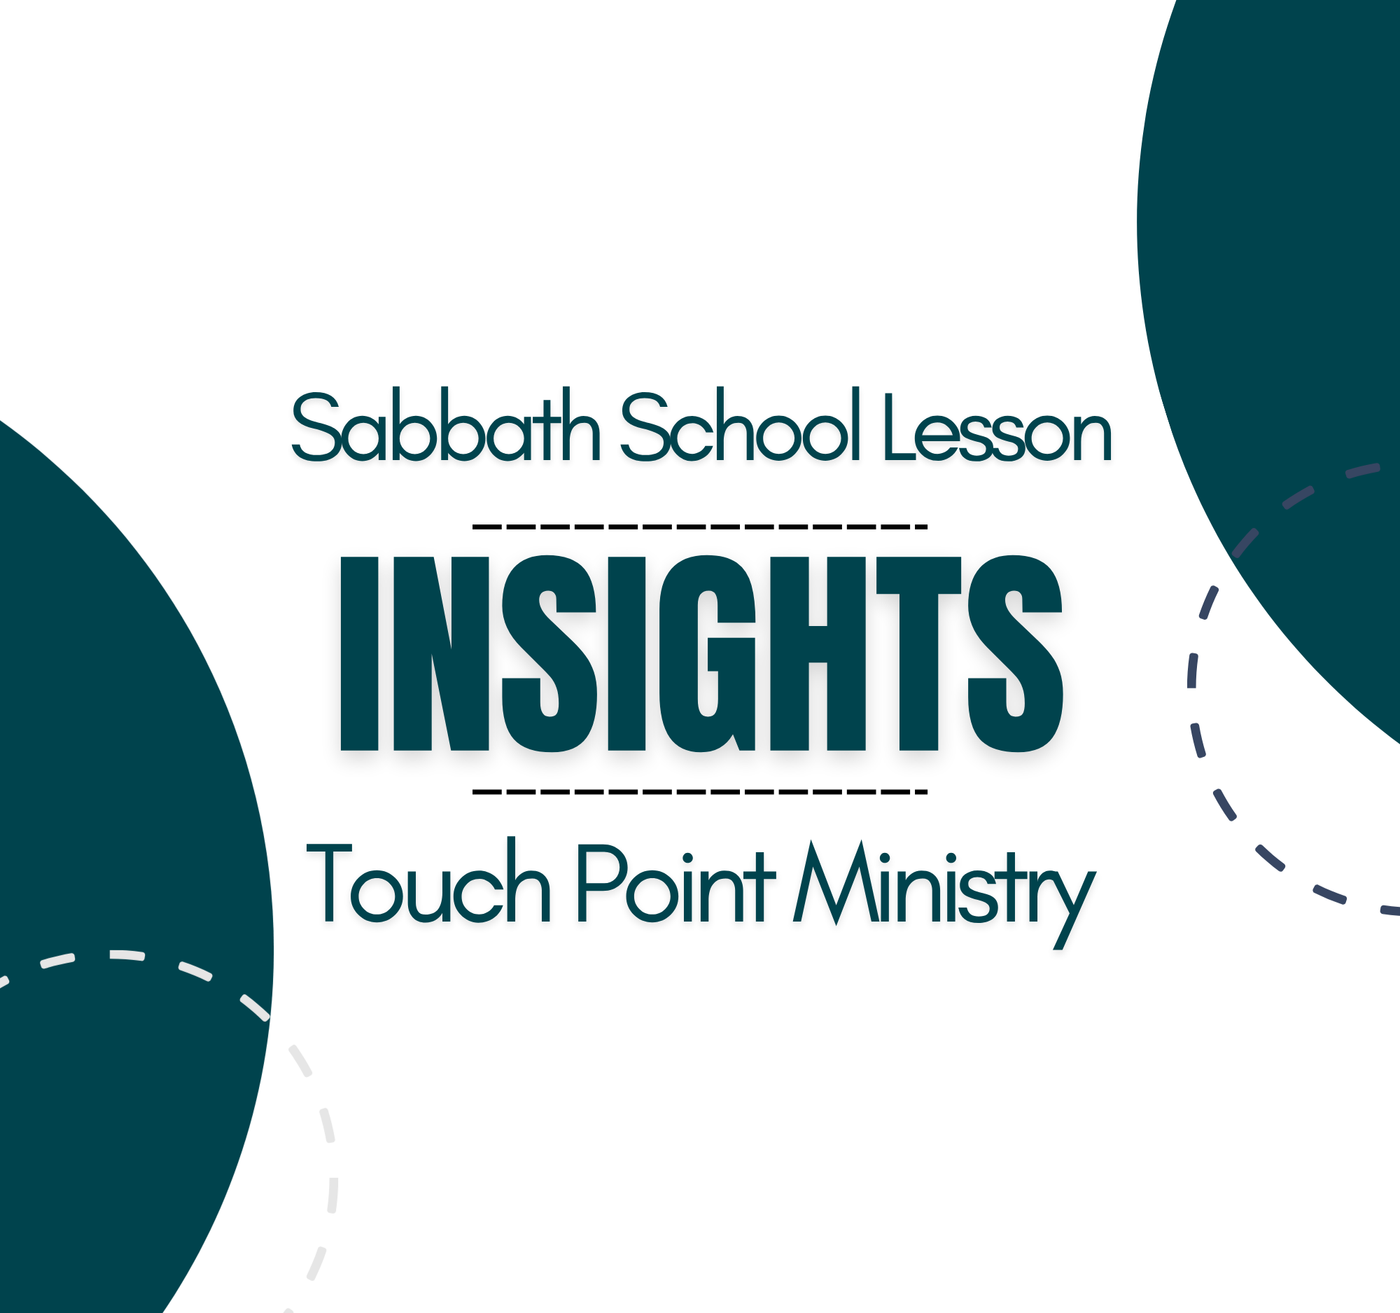 Sabbath School Lesson
INSIGHTS
Touch Point Ministry